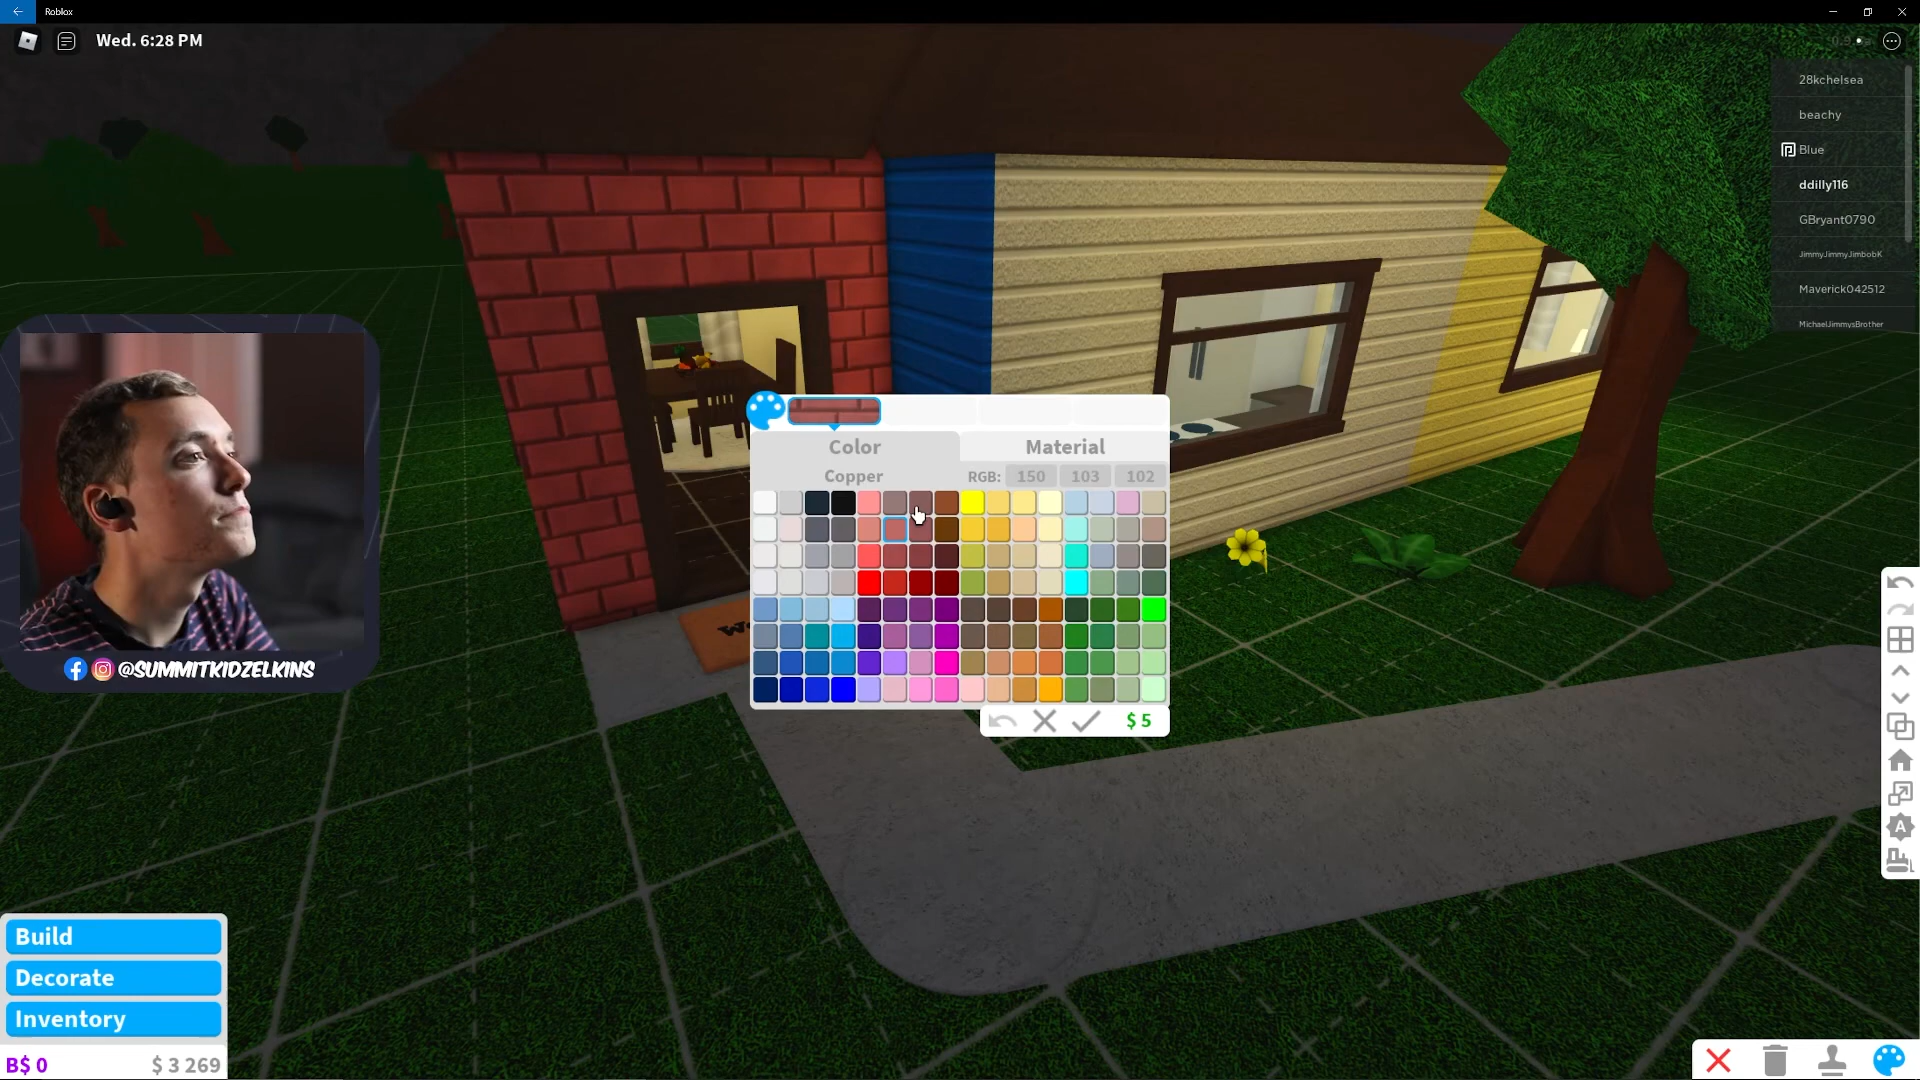 Roblox
Wed. 6:28 PM
28kchelsea
beachy
Blue
ddilly116
GBryant0790
JimmyJimmyJimbobK
Maverick042512
MichaelJimmysBrother
Color
Material
Copper
RGB: 150 103 102
$ 5
@SUMMITKIDZELKINS
Build
Decorate
Inventory
B$ 0
$ 3 269
A